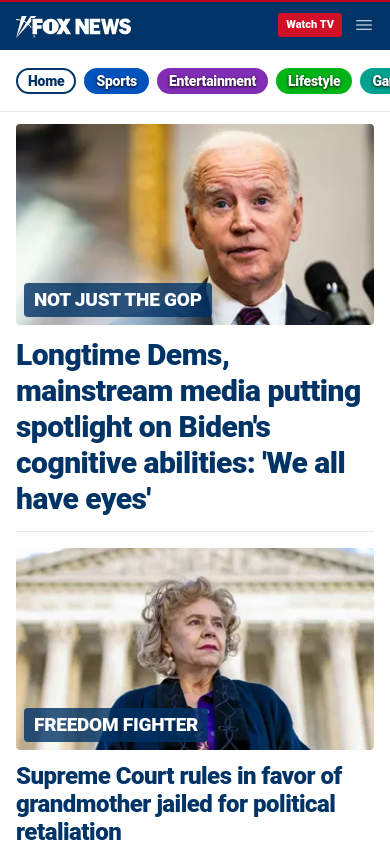 FOX NEWS
Watch TV
Home
Sports
Entertainment
Lifestyle
Ga
NOT JUST THE GOP
Longtime Dems,
mainstream media putting
spotlight on Biden's
cognitive abilities: 'We all
have eyes'
FREEDOM FIGHTER
Supreme Court rules in favor of
grandmother jailed for political
retaliation